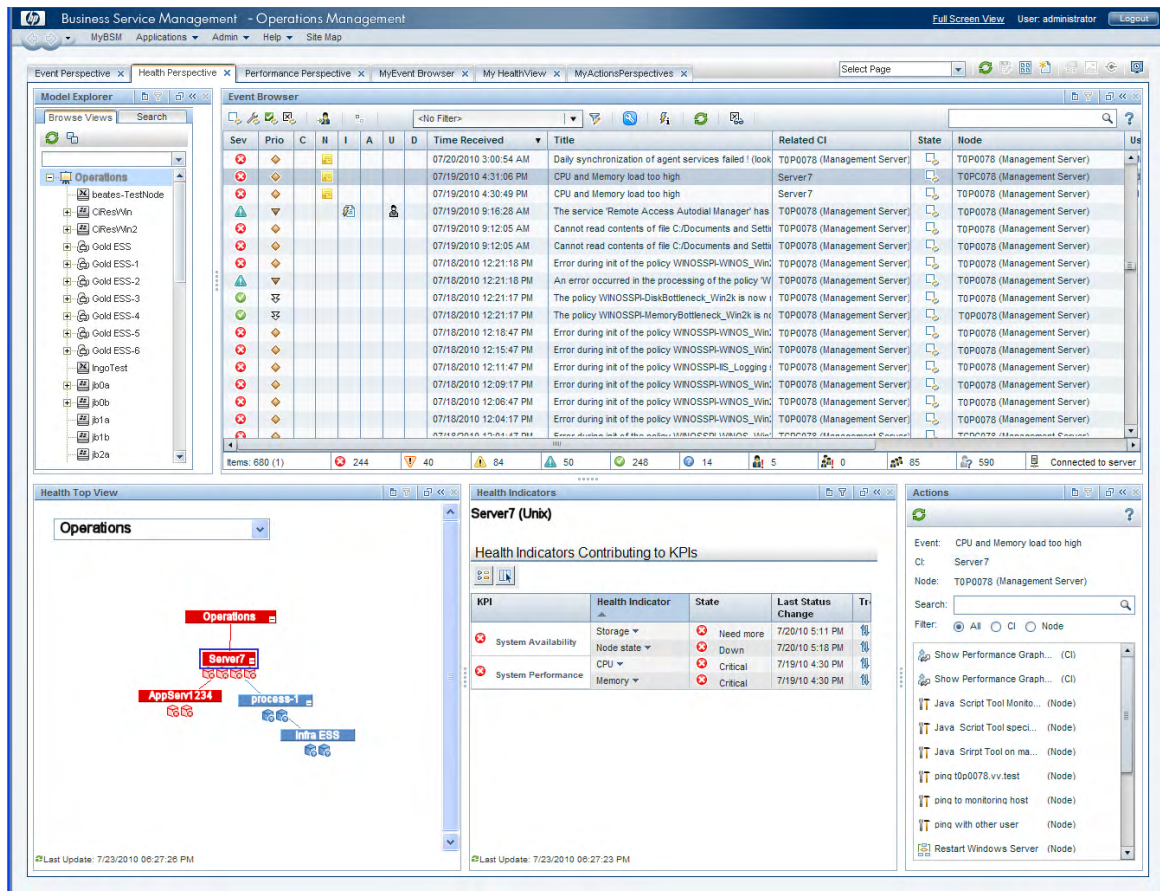 hp Business Service Management - Operations Management Full Screen View User: administrator Logout
MyBSM Applications Admin Help Site Map
Event Perspective x Health Perspective x Performance Perspective x MyEvent Browser x My HealthView x MyActionsPerspectives x Select Page
Model Explorer
Browse Views Search
Operations
beates-TestNode
CiResWin
CiResWin2
Gold ESS
Gold ESS-1
Gold ESS-2
Gold ESS-3
Gold ESS-4
Gold ESS-5
Gold ESS-6
IngoTest
jb0a
jb0b
jb1a
jb1b
jb2a
Event Browser
<No Filter>
Sev Prio C N I A U D Time Received Title Related CI State Node Us
07/20/2010 3:00:54 AM Daily synchronization of agent services failed ! (look T0P0078 (Management Server) T0P0078 (Management Server)
07/19/2010 4:31:06 PM CPU and Memory load too high Server7 T0PC078 (Management Server)
07/19/2010 4:30:49 PM CPU and Memory load too high Server7 T0P0078 (Management Server)
07/19/2010 9:16:28 AM The service 'Remote Access Autodial Manager' has T0P0078 (Management Server) T0P0078 (Management Server)
07/19/2010 9:12:05 AM Cannot read contents of file C:/Documents and Setti T0P0078 (Management Server) T0P0078 (Management Server)
07/19/2010 9:12:05 AM Cannot read contents of file C:/Documents and Setti T0P0078 (Management Server) T0P0078 (Management Server)
07/18/2010 12:21:18 PM Error during init of the policy WINOSSPI-WINOS_Win T0P0078 (Management Server) T0P0078 (Management Server)
07/18/2010 12:21:18 PM An error occurred in the processing of the policy 'W T0P0078 (Management Server) T0P0078 (Management Server)
07/18/2010 12:21:17 PM The policy WINOSSPI-DiskBottleneck_Win2k is now T0P0078 (Management Server) T0P0078 (Management Server)
07/18/2010 12:21:17 PM The policy WINOSSPI-MemoryBottleneck_Win2k is T0P0078 (Management Server) T0P0078 (Management Server)
07/18/2010 12:18:47 PM Error during init of the policy WINOSSPI-WINOS_Win T0P0078 (Management Server) T0P0078 (Management Server)
07/18/2010 12:15:47 PM Error during init of the policy WINOSSPI-WINOS_Win T0P0078 (Management Server) T0P0078 (Management Server)
07/18/2010 12:11:47 PM Error during init of the policy WINOSSPI-IIS_Logging T0P0078 (Management Server) T0P0078 (Management Server)
07/18/2010 12:09:17 PM Error during init of the policy WINOSSPI-WINOS_Win T0P0078 (Management Server) T0P0078 (Management Server)
07/18/2010 12:06:47 PM Error during init of the policy WINOSSPI-WINOS_Win T0P0078 (Management Server) T0P0078 (Management Server)
07/18/2010 12:04:17 PM Error during init of the policy WINOSSPI-WINOS_Win T0P0078 (Management Server) T0P0078 (Management Server)
07/18/2010 12:01:47 PM Error during init of the policy WINOSSPI-WINOS_Win
Items: 680 (1) 244 40 84 50 248 14 5 0 85 590 Connected to server
Health Top View
Operations
Operations
Server7
AppServ1234
process-1
Infra ESS
Last Update: 7/23/2010 06:27:26 PM
Health Indicators
Server7 (Unix)
Health Indicators Contributing to KPIs
KPI Health Indicator State Last Status Change
System Availability Storage Need more 7/20/10 5:11 PM
Node state Down 7/20/10 5:18 PM
System Performance CPU Critical 7/19/10 4:30 PM
Memory Critical 7/19/10 4:30 PM
Last Update: 7/23/2010 06:27:23 PM
Actions
Event: CPU and Memory load too high
CI: Server7
Node: T0P0078 (Management Server)
Search:
Filter: All CI Node
Show Performance Graph... (CI)
Show Performance Graph... (CI)
Java Script Tool Monito... (Node)
Java Script Tool speci... (Node)
Java Sript Tool on ma... (Node)
ping t0p0078.vv.test (Node)
ping to monitoring host (Node)
ping with other user (Node)
Restart Windows Server (Node)